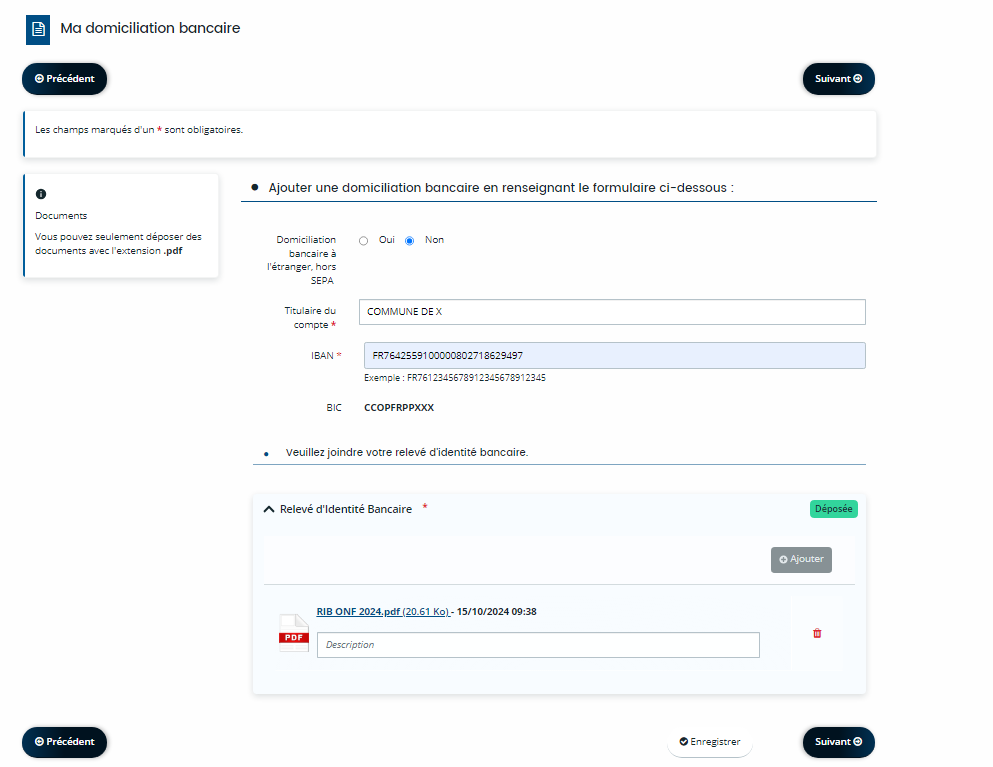 Ma domiciliation bancaire
Précédent
Suivant
Les champs marqués d'un * sont obligatoires.
Documents
Vous pouvez seulement déposer des
documents avec l'extension .pdf
Ajouter une domiciliation bancaire en renseignant le formulaire ci-dessous :
Domiciliation
bancaire à
l'étranger, hors
SEPA
Oui Non
Titulaire du
compte *
COMMUNE DE X
IBAN *
FR7642559100000802718629497
Exemple : FR7612345678912345678912345
BIC CCOPFRPPXXX
Veuillez joindre votre relevé d'identité bancaire.
Relevé d'Identité Bancaire *
Déposée
Ajouter
PDF
RIB ONF 2024.pdf (20.61 Ko) - 15/10/2024 09:38
Description
Précédent
Enregistrer
Suivant